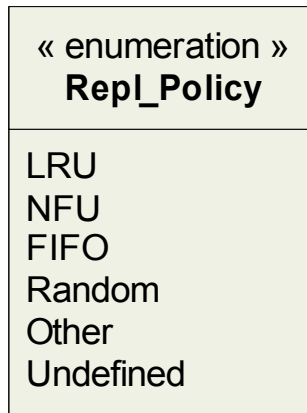 « enumeration »
Repl_Policy
LRU
NFU
FIFO
Random
Other
Undefined